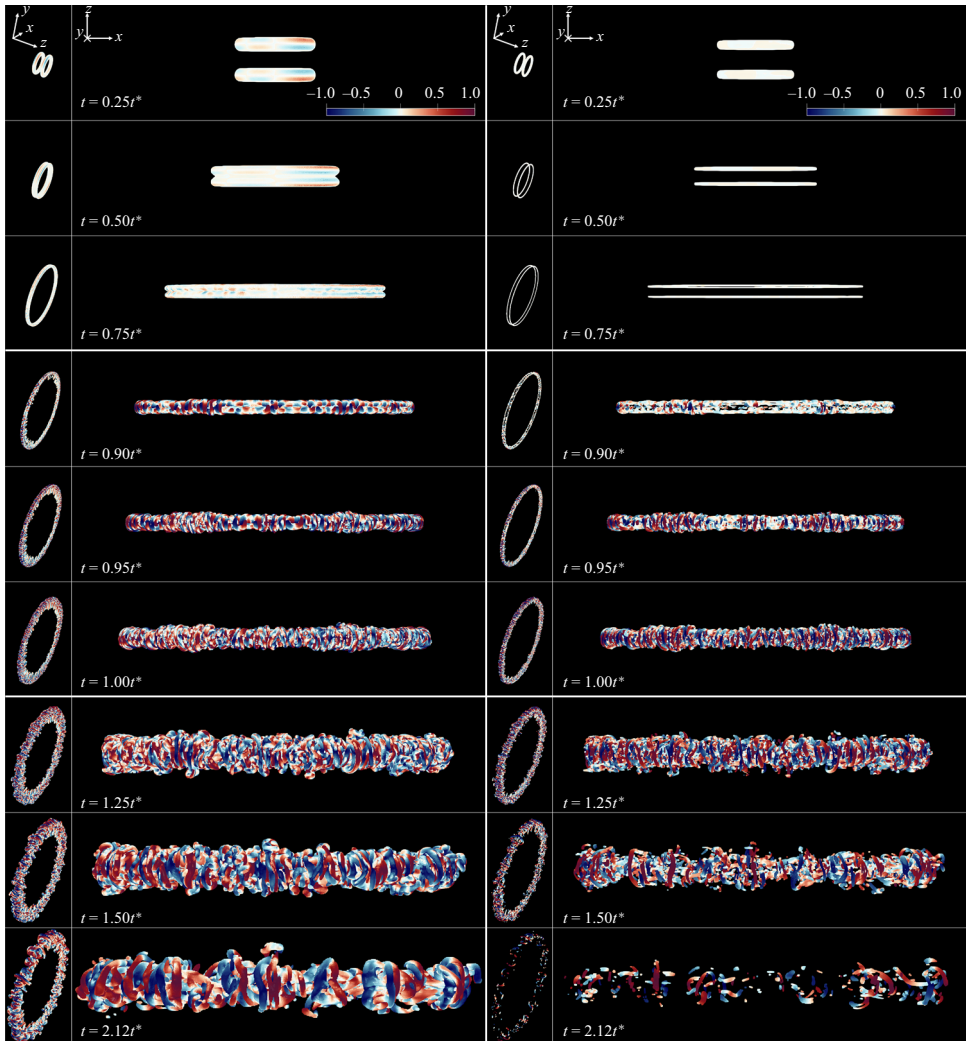 y
x
z
z
y
x
−1.0 −0.5 0 0.5 1.0
t = 0.25t*
y
x
z
z
y
x
−1.0 −0.5 0 0.5 1.0
t = 0.25t*
t = 0.50t*
t = 0.50t*
t = 0.75t*
t = 0.75t*
t = 0.90t*
t = 0.90t*
t = 0.95t*
t = 0.95t*
t = 1.00t*
t = 1.00t*
t = 1.25t*
t = 1.25t*
t = 1.50t*
t = 1.50t*
t = 2.12t*
t = 2.12t*